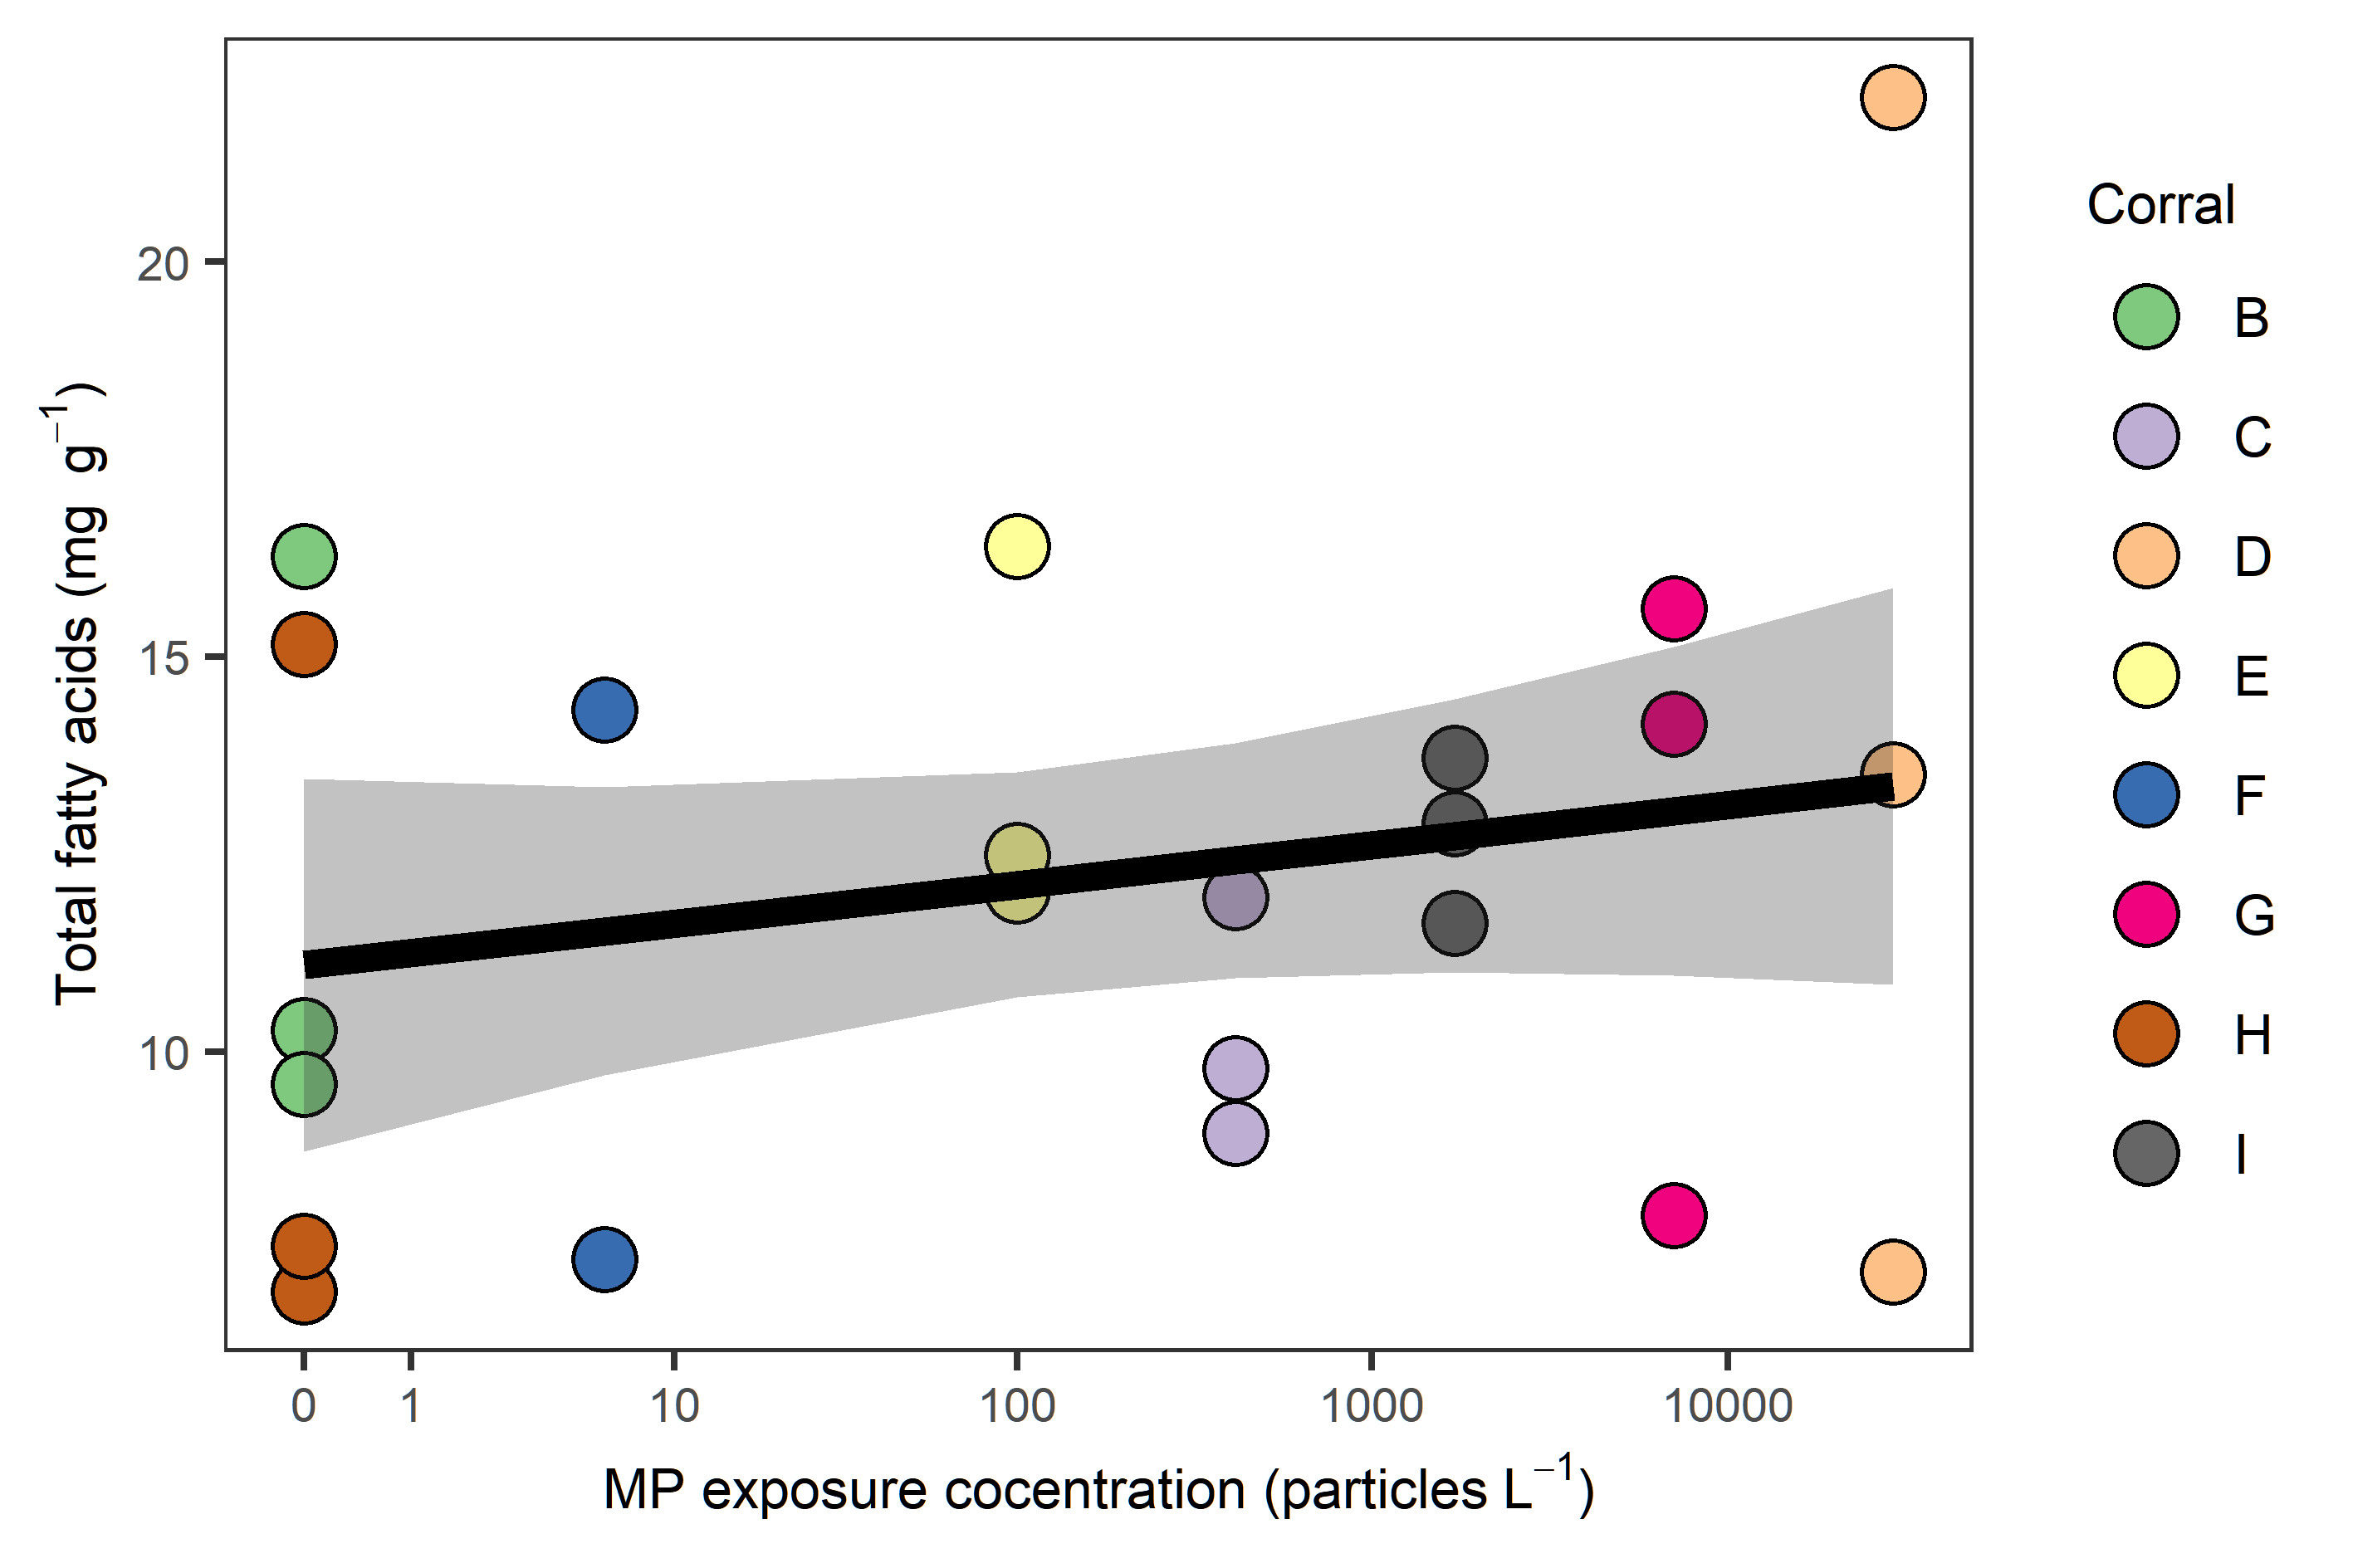 Total fatty acids (mg g⁻¹)
20
15
10
0 1 10 100 1000 10000
MP exposure cocentration (particles L⁻¹)
Corral
B
C
D
E
F
G
H
I